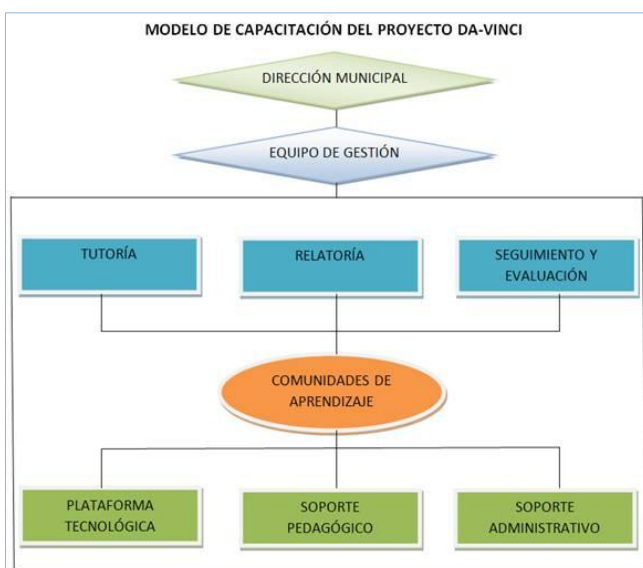 MODELO DE CAPACITACIÓN DEL PROYECTO DA-VINCI
DIRECCIÓN MUNICIPAL
EQUIPO DE GESTIÓN
TUTORÍA
RELATORÍA
SEGUIMIENTO Y
EVALUACIÓN
COMUNIDADES DE
APRENDIZAJE
PLATAFORMA
TECNOLÓGICA
SOPORTE
PEDAGÓGICO
SOPORTE
ADMINISTRATIVO